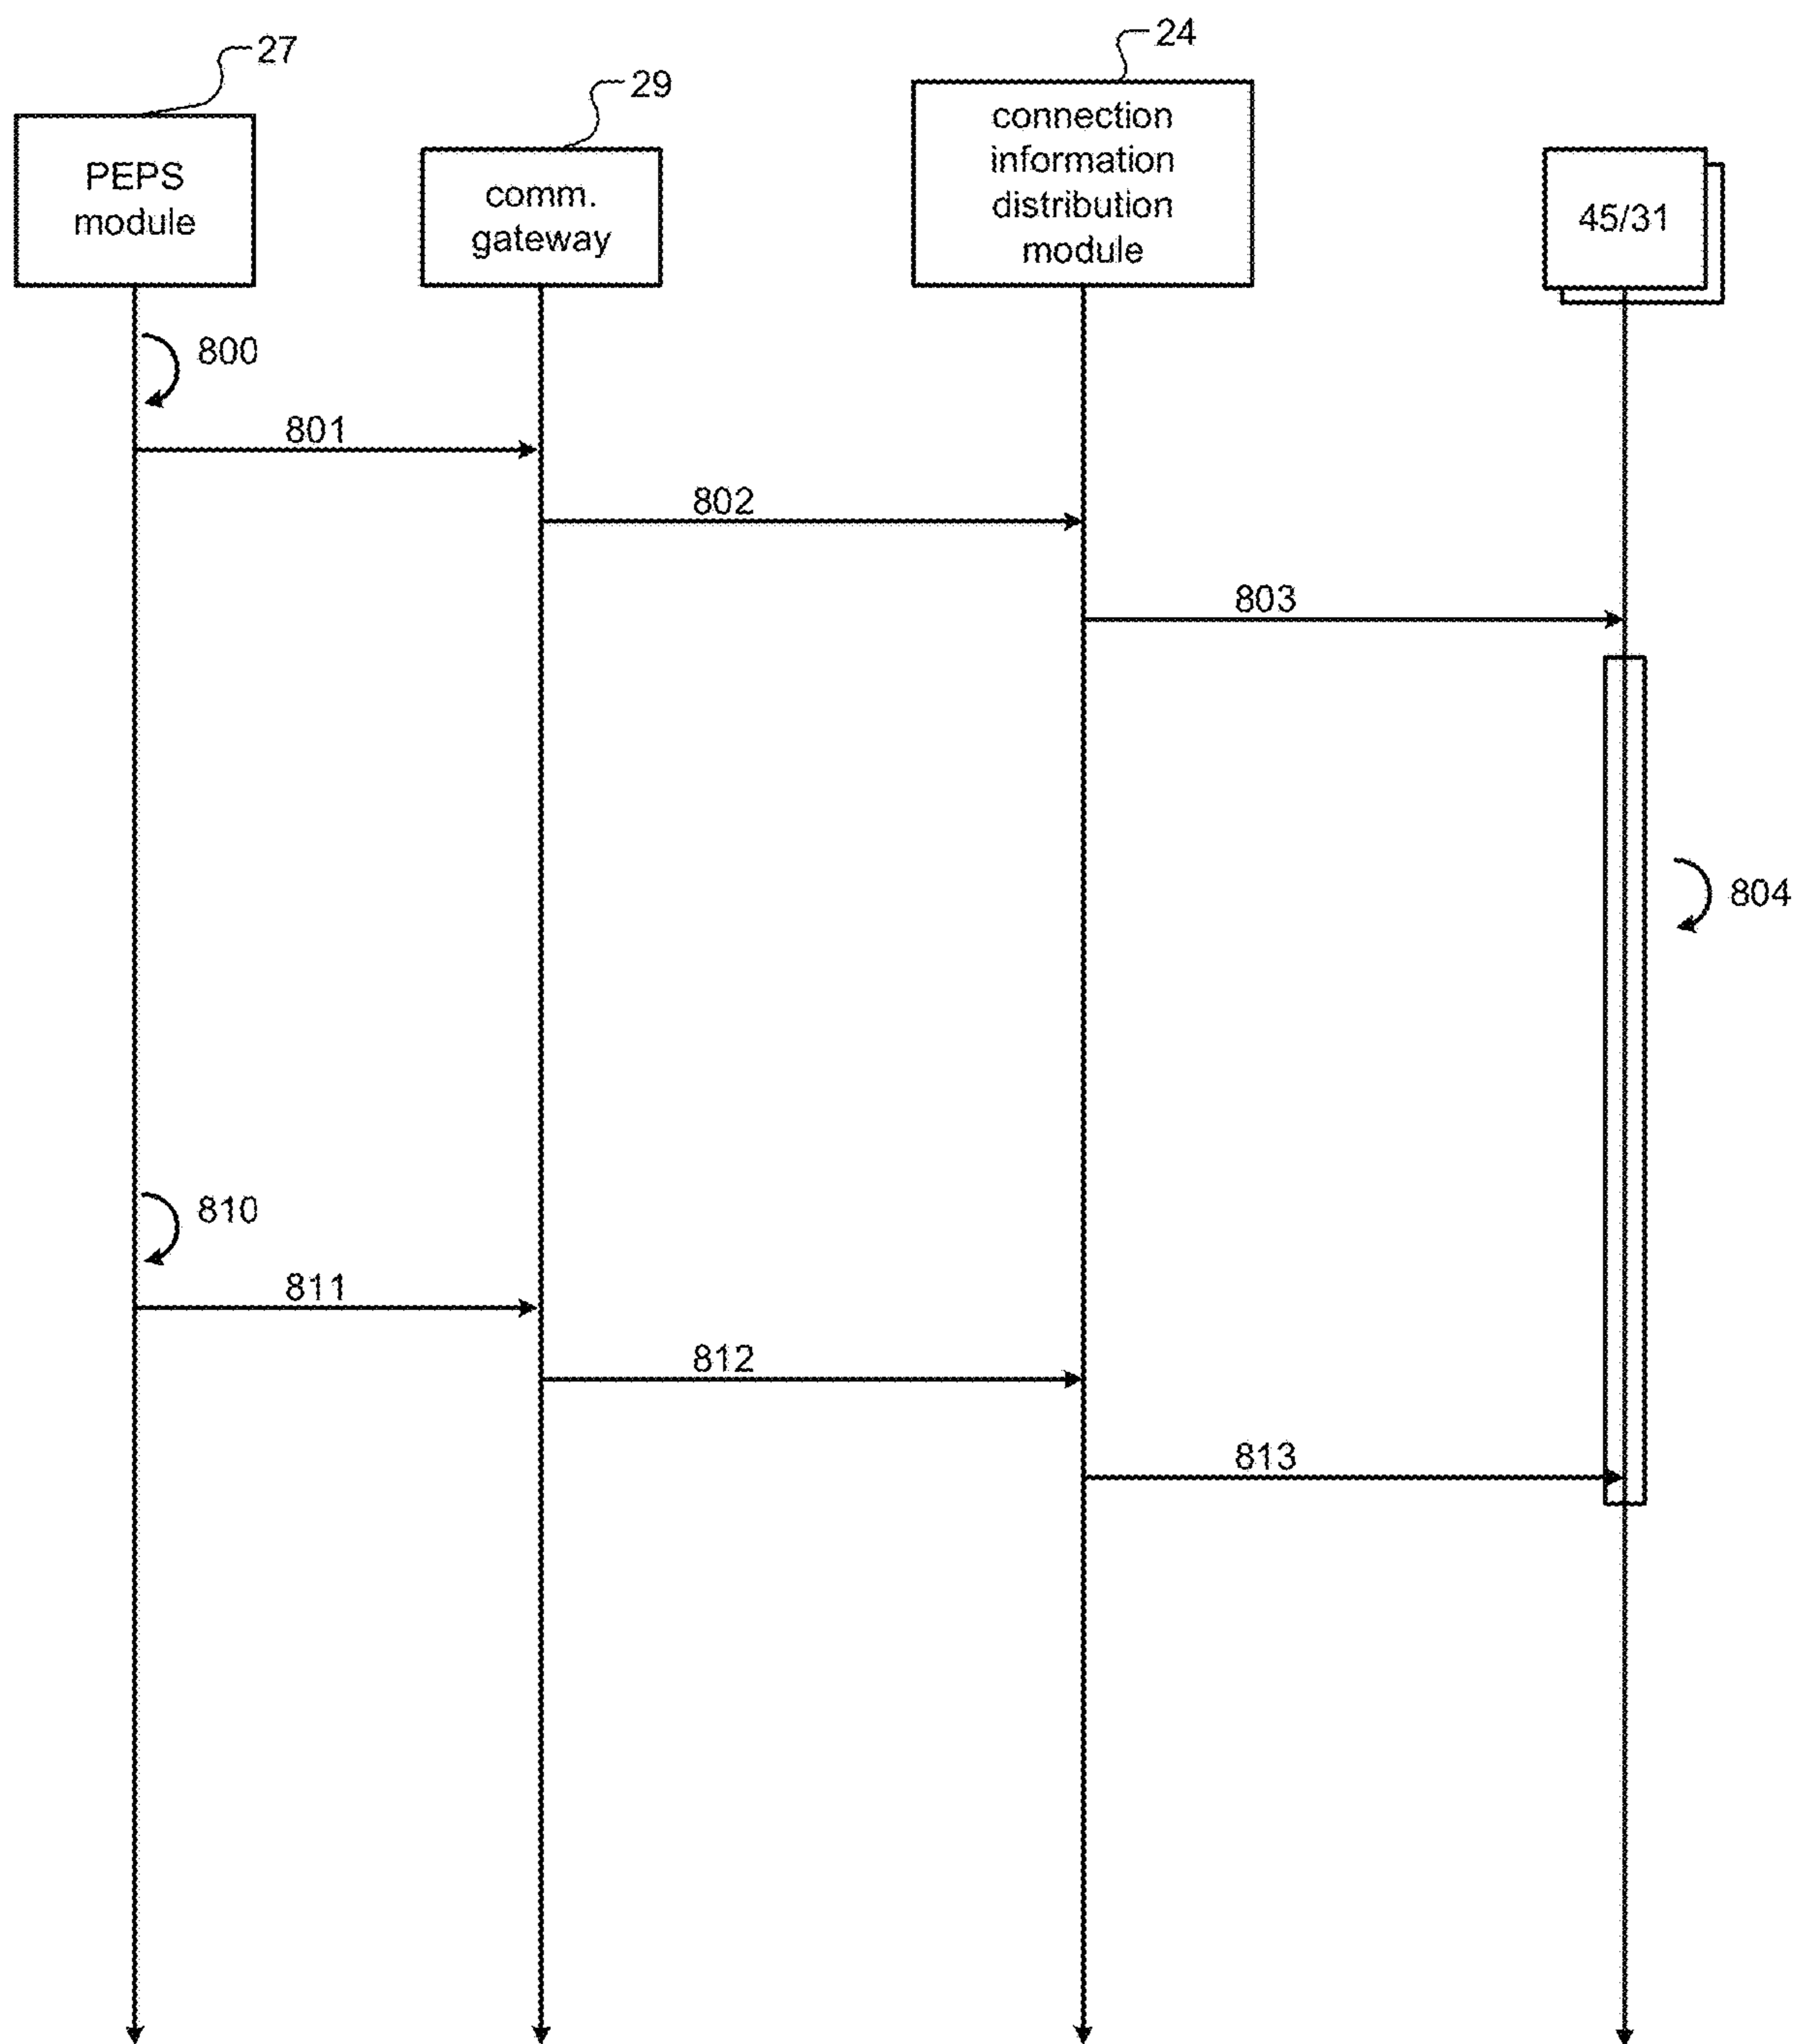 27
29
24
PEPS
module
comm.
gateway
connection
information
distribution
module
45/31
800
801
802
803
804
810
811
812
813